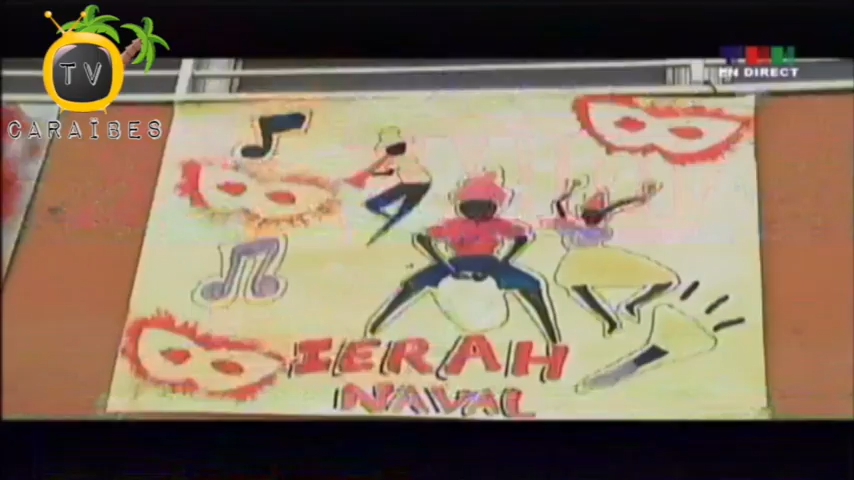 TV
CARAÏBES
EN DIRECT
IERAH
NAVAL